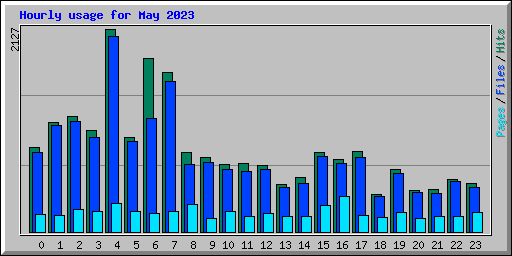 Hourly usage for May 2023
2127
Pages/Files/Hits
0 1 2 3 4 5 6 7 8 9 10 11 12 13 14 15 16 17 18 19 20 21 22 23